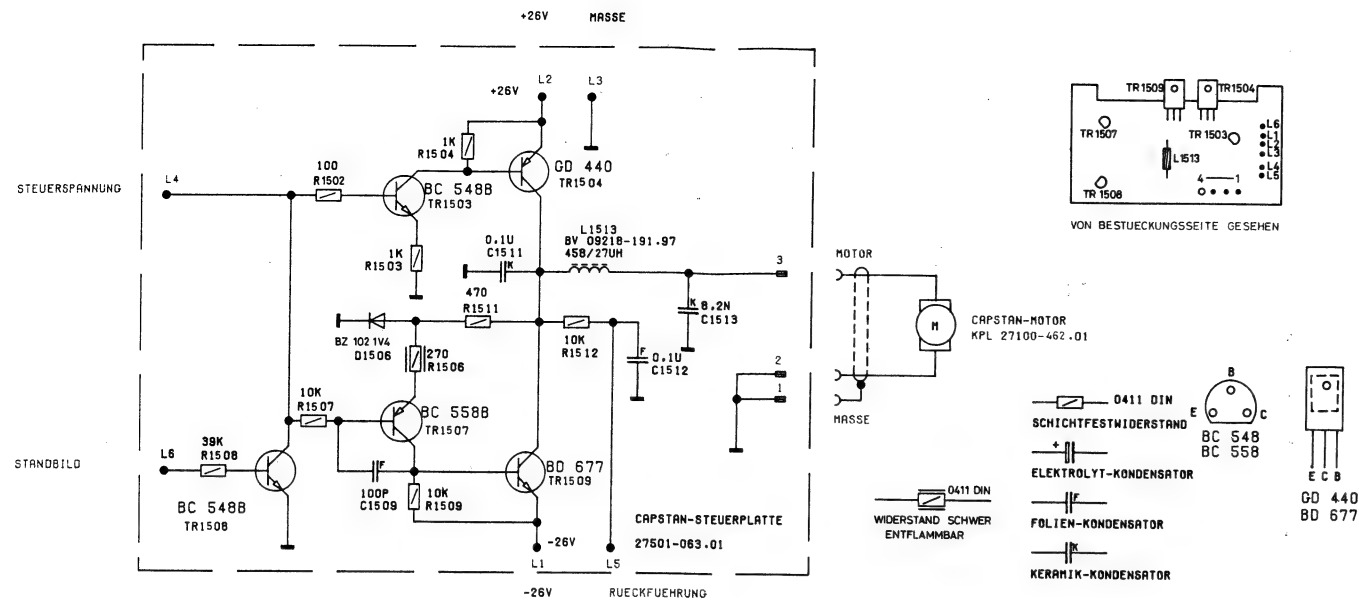 +26V MASSE
L2 L3
+26V
1K
R1504
100
R1502
STEUERSPANNUNG L4
BC 548B
TR1503
GD 440
TR1504
1K
R1503
0.1U
C1511
K
L1513
BV 09218-191.97
458/27UH
3
MOTOR
470
R1511
K
8.2N
C1513
BZ 102 1V4
D1506
10K
R1512
F
0.1U
C1512
270
R1506
2
1
MASSE
M
CAPSTAN-MOTOR
KPL 27100-462.01
10K
R1507
BC 558B
TR1507
39K
R1508
STANDBILD L6
BC 548B
TR1508
F
100P
C1509
10K
R1509
BD 677
TR1509
CAPSTAN-STEUERPLATTE
27501-063.01
-26V
L1 L5
-26V RUECKFUEHRUNG
TR1509 TR1504
TR1507
TR1503
L6
L1
L2
L3
L4
L5
L1513
4 1
TR1508
VON BESTUECKUNGSSEITE GESEHEN
0411 DIN
SCHICHTFESTWIDERSTAND
+
ELEKTROLYT-KONDENSATOR
F
FOLIEN-KONDENSATOR
K
KERAMIK-KONDENSATOR
0411 DIN
WIDERSTAND SCHWER
ENTFLAMMBAR
B
E C
BC 548
BC 558
E C B
GD 440
BD 677